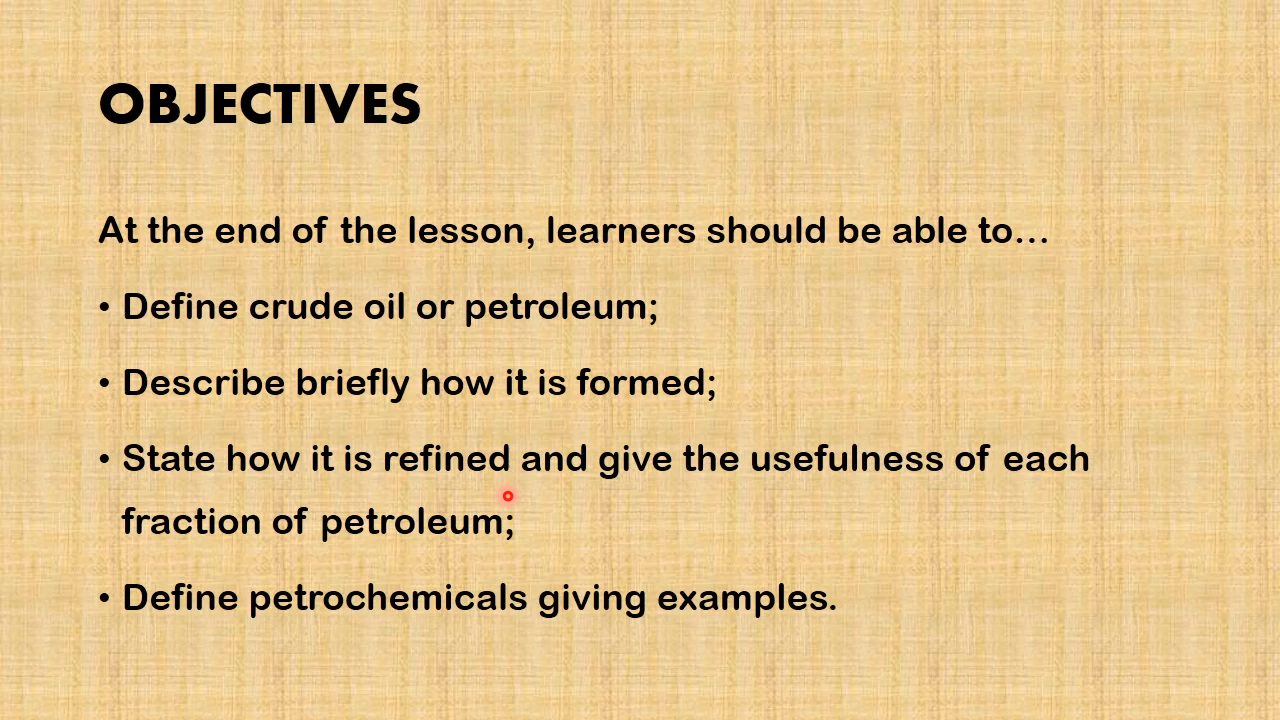 OBJECTIVES
At the end of the lesson, learners should be able to...
• Define crude oil or petroleum;
• Describe briefly how it is formed;
• State how it is refined and give the usefulness of each
fraction of petroleum;
• Define petrochemicals giving examples.